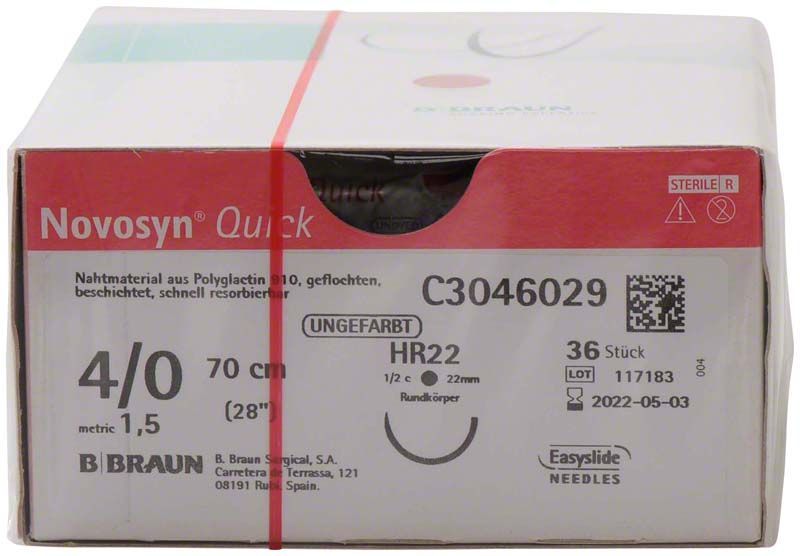 B BRAUN
Quick
Novosyn® Quick
STERILE R
Nahtmaterial aus Polyglactin 910, geflochten,
beschichtet, schnell resorbierbar
C3046029
UNGEFÄRBT
4/0 70 cm
(28")
metric 1,5
HR22
1/2 c 22mm
Rundkörper
36 Stück
LOT 117183
2022-05-03
004
B BRAUN
B. Braun Surgical, S.A.
Carretera de Terrassa, 121
08191 Rubí, Spain.
Easyslide
NEEDLES